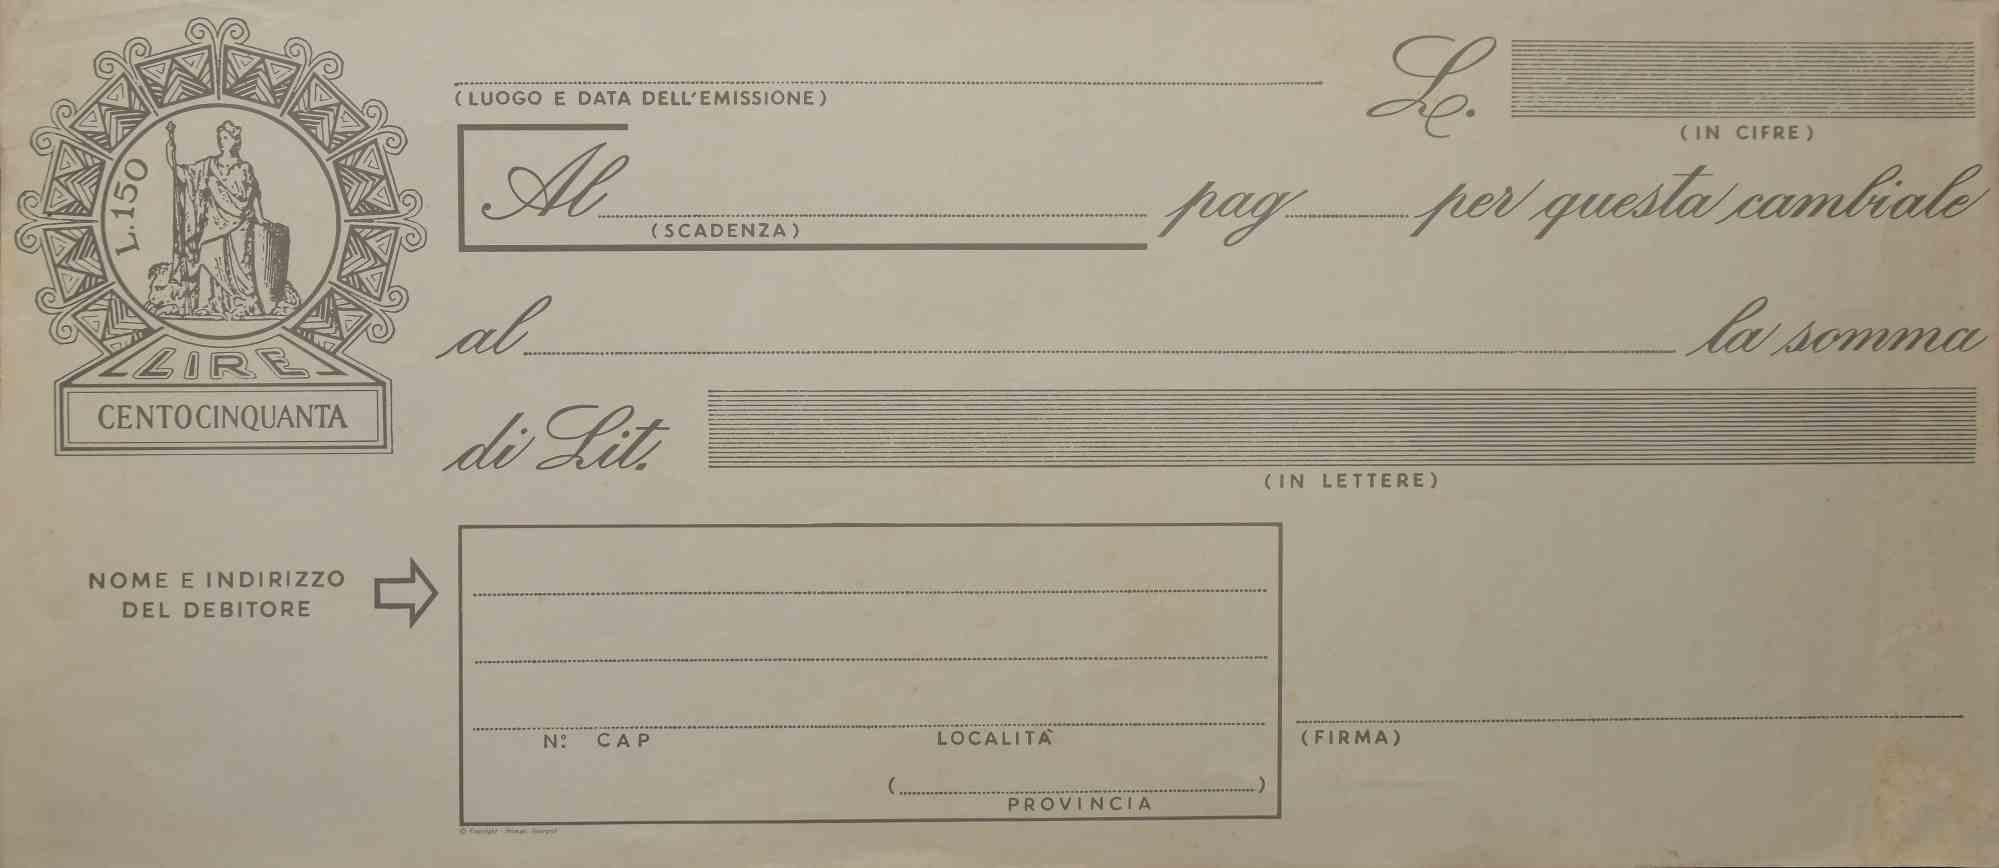 L.
(LUOGO E DATA DELL'EMISSIONE)
(IN CIFRE)
L.150
Al pag per questa cambiale
(SCADENZA)
al la somma
LIRE
CENTOCINQUANTA
di Lit.
(IN LETTERE)
NOME E INDIRIZZO
DEL DEBITORE
N° CAP LOCALITÀ
(FIRMA)
( )
PROVINCIA
© Copyright